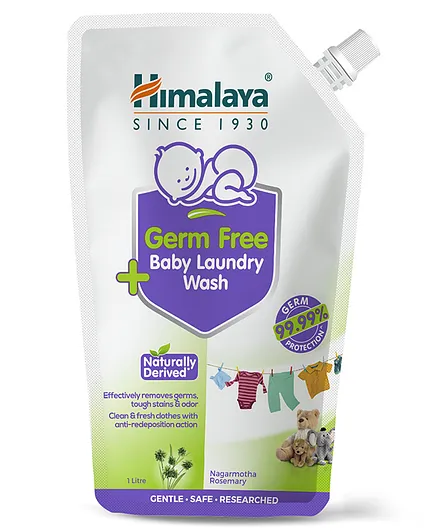 Himalaya®
SINCE 1930
Germ Free
Baby Laundry
Wash
GERM
99.99%
PROTECTION*
Naturally
Derived*
Effectively removes germs,
tough stains & odor
Clean & fresh clothes with
anti-redeposition action
1 Litre
Nagarmotha
Rosemary
GENTLE • SAFE • RESEARCHED